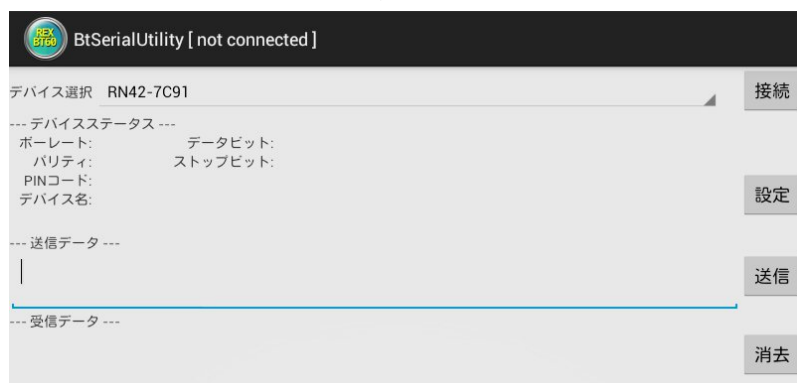 REX
BT60
BtSerialUtility [ not connected ]
デバイス選択 RN42-7C91
接続
--- デバイスステータス ---
ボーレート: データビット:
パリティ: ストップビット:
PINコード:
デバイス名:
設定
--- 送信データ ---
送信
--- 受信データ ---
消去